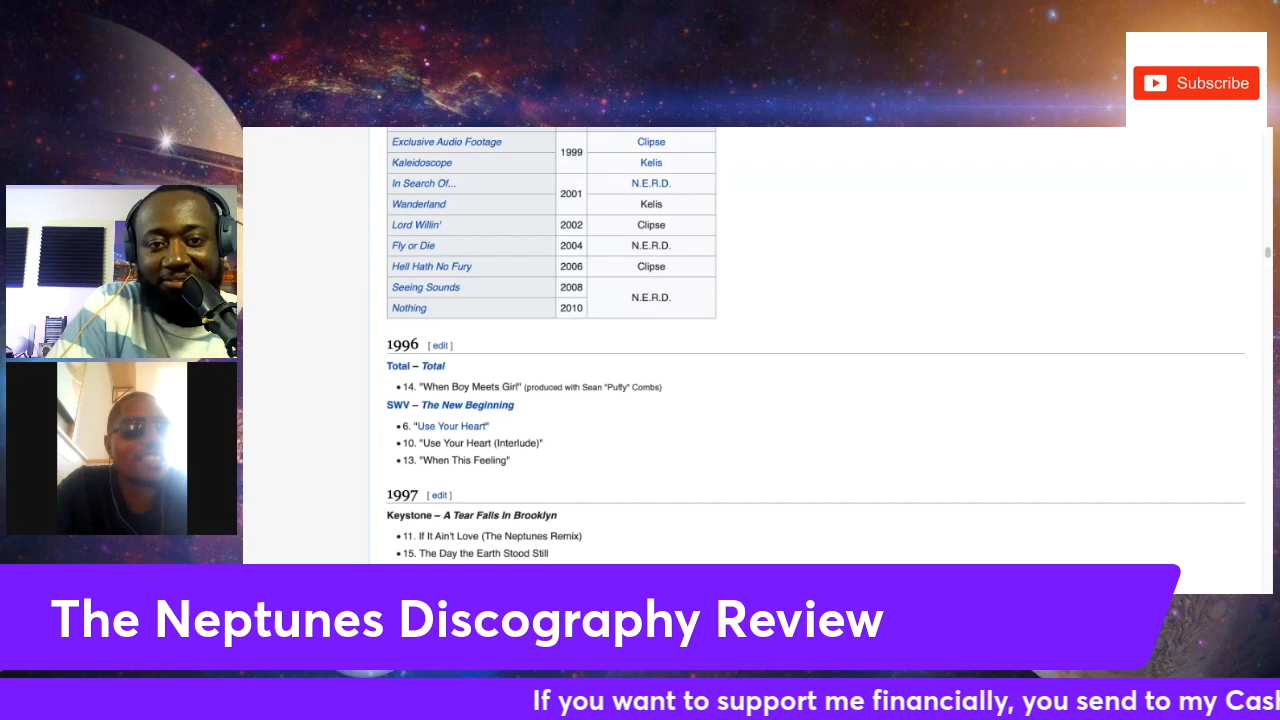 Subscribe
Exclusive Audio Footage 1999 Clipse
Kaleidoscope Kelis
In Search Of... 2001 N.E.R.D.
Wanderland Kelis
Lord Willin' 2002 Clipse
Fly or Die 2004 N.E.R.D.
Hell Hath No Fury 2006 Clipse
Seeing Sounds 2008 N.E.R.D.
Nothing 2010
1996 [ edit ]
Total – Total
• 14. "When Boy Meets Girl" (produced with Sean "Puffy" Combs)
SWV – The New Beginning
• 6. "Use Your Heart"
• 10. "Use Your Heart (Interlude)"
• 13. "When This Feeling"
1997 [ edit ]
Keystone – A Tear Falls in Brooklyn
• 11. If It Ain't Love (The Neptunes Remix)
• 15. The Day the Earth Stood Still
The Neptunes Discography Review
If you want to support me financially, you send to my Cash